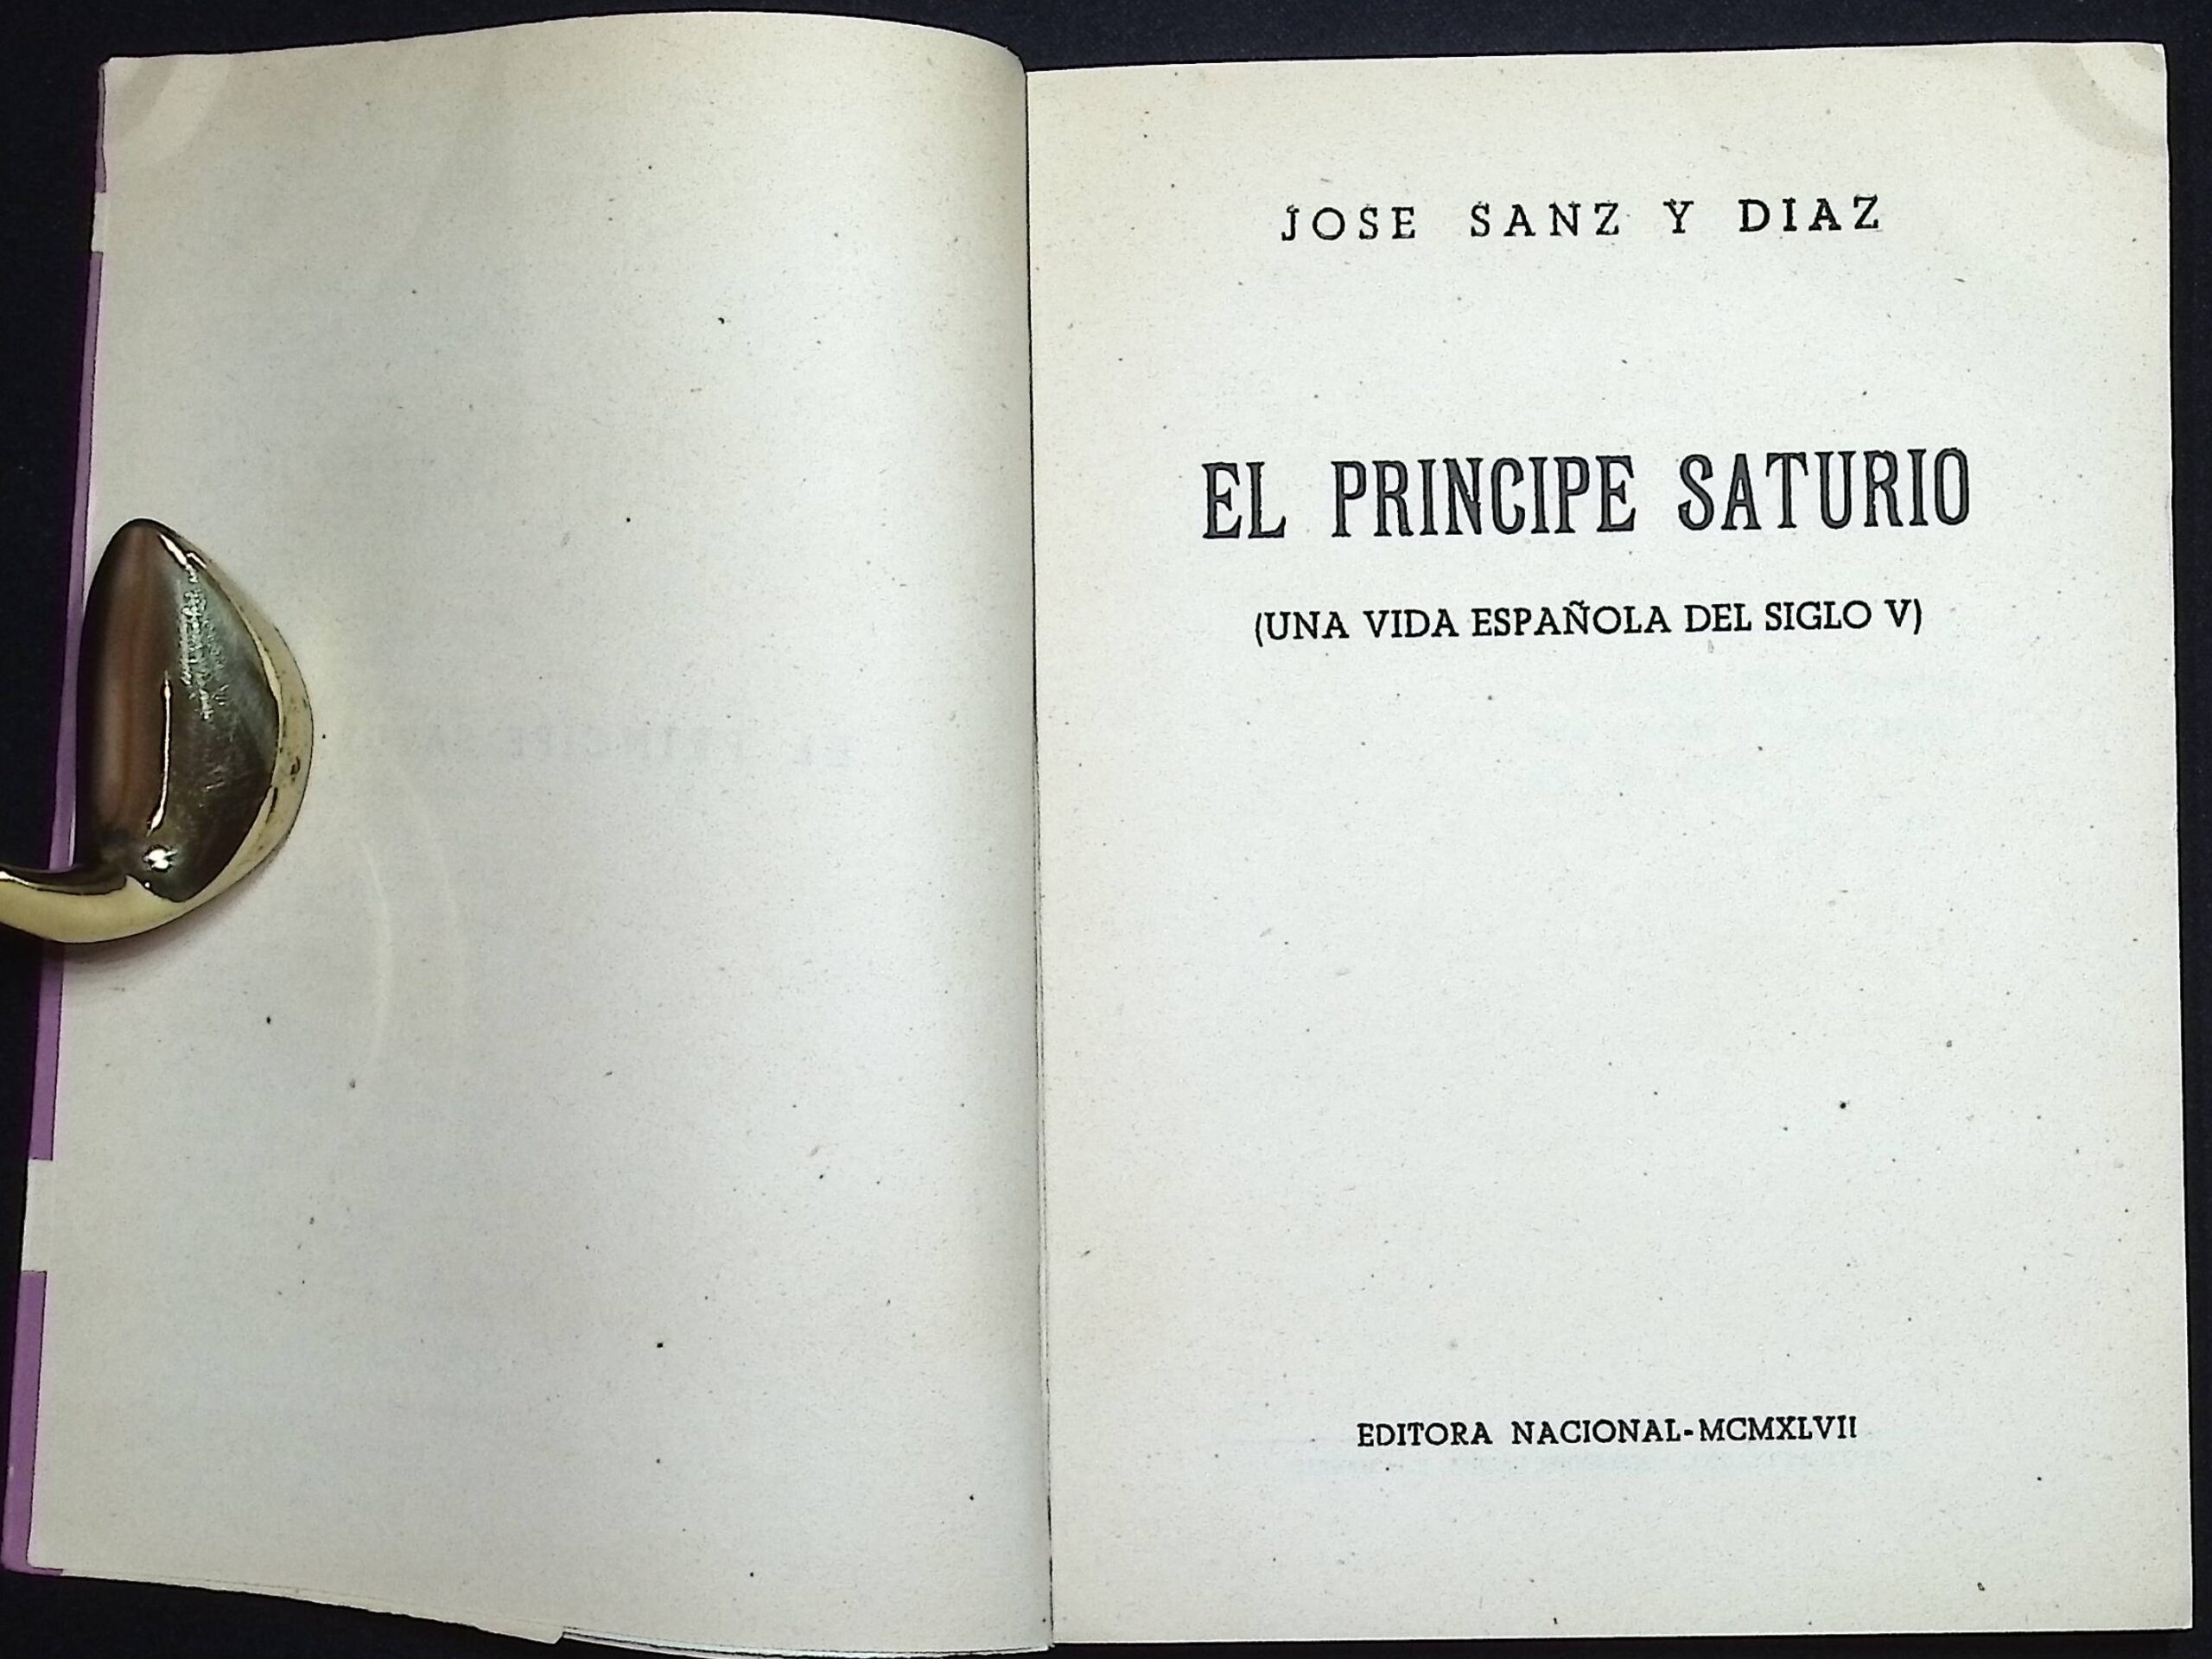 JOSE SANZ Y DIAZ
EL PRINCIPE SATURIO
(UNA VIDA ESPAÑOLA DEL SIGLO V)
EDITORA NACIONAL-MCMXLVII